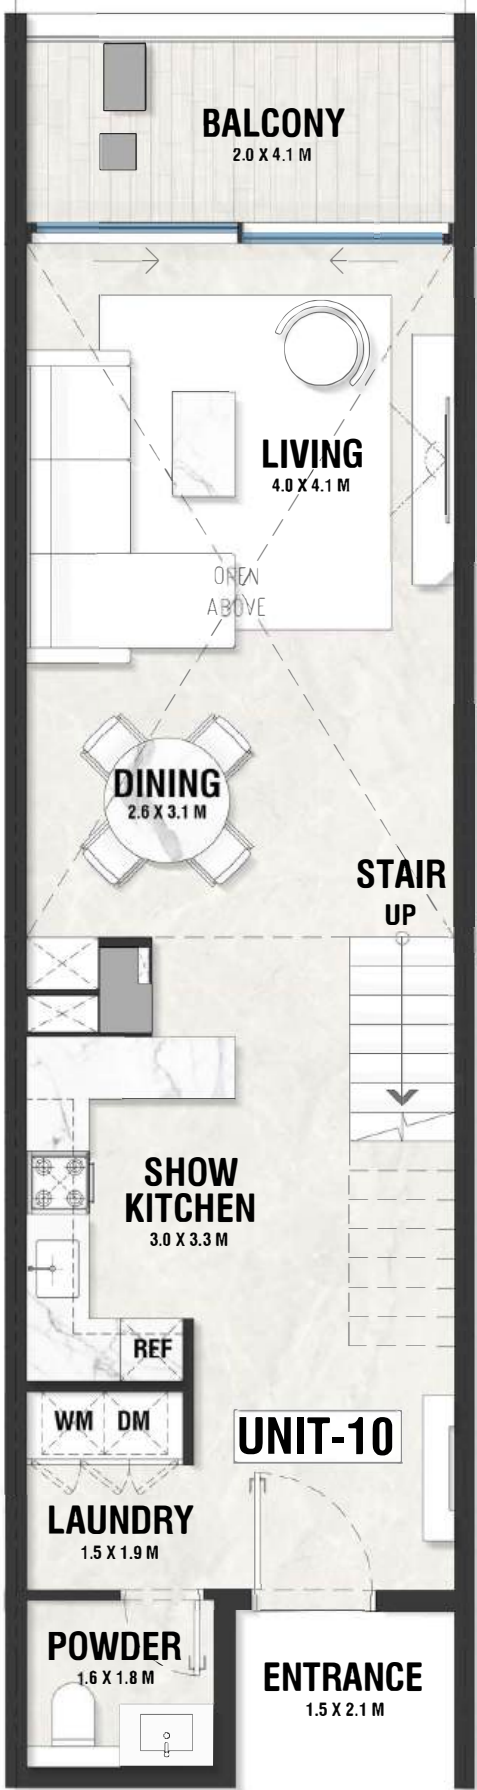 BALCONY
2.0 X 4.1 M
LIVING
4.0 X 4.1 M
OPEN
ABOVE
DINING
2.6 X 3.1 M
STAIR
UP
SHOW
KITCHEN
3.0 X 3.3 M
REF
WM DM
UNIT-10
LAUNDRY
1.5 X 1.9 M
POWDER
1.6 X 1.8 M
ENTRANCE
1.5 X 2.1 M